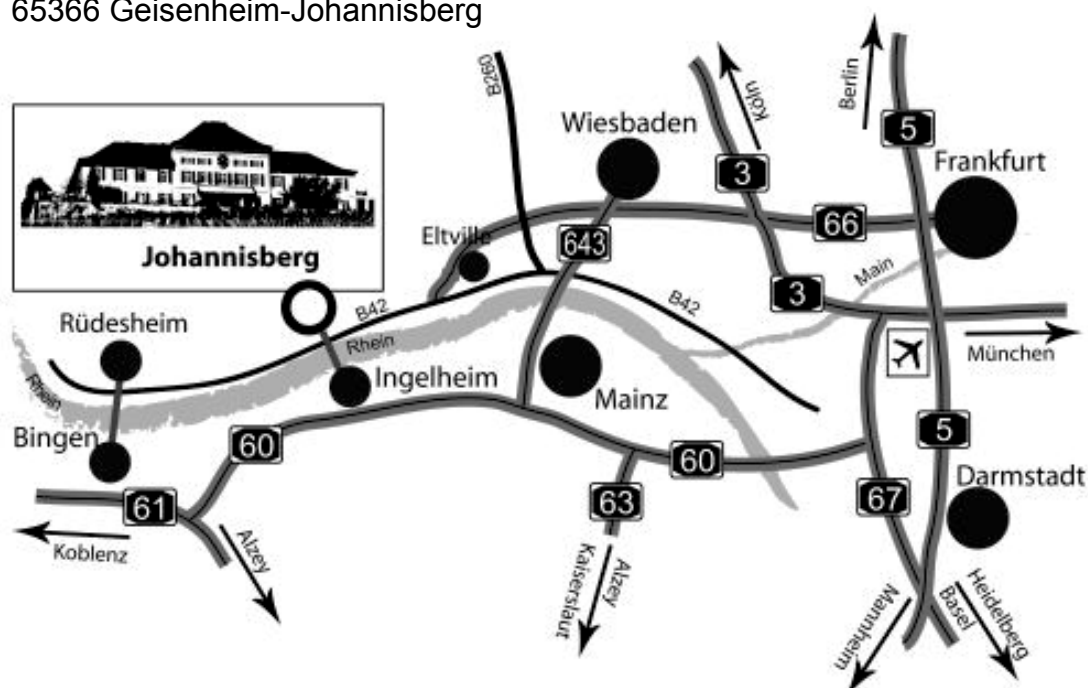 65366 Geisenheim-Johannisberg
B260
Köln
Berlin
Wiesbaden
5
3
Frankfurt
66
643
Eltville
Main
3
Johannisberg
B42
B42
Rüdesheim
Rhein
München
Rhein
Ingelheim
Mainz
Bingen
60
5
60
Darmstadt
61
63
67
Koblenz
Alzey
Alzey
Kaiserslaut
Mannheim
Basel
Heidelberg